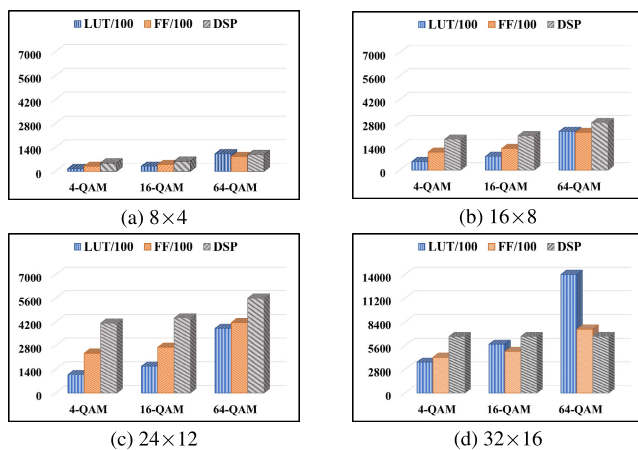 LUT/100 FF/100 DSP
7000
5600
4200
2800
1400
0
4-QAM 16-QAM 64-QAM
(a) 8×4
LUT/100 FF/100 DSP
7000
5600
4200
2800
1400
0
4-QAM 16-QAM 64-QAM
(b) 16×8
LUT/100 FF/100 DSP
7000
5600
4200
2800
1400
0
4-QAM 16-QAM 64-QAM
(c) 24×12
LUT/100 FF/100 DSP
14000
11200
8400
5600
2800
0
4-QAM 16-QAM 64-QAM
(d) 32×16